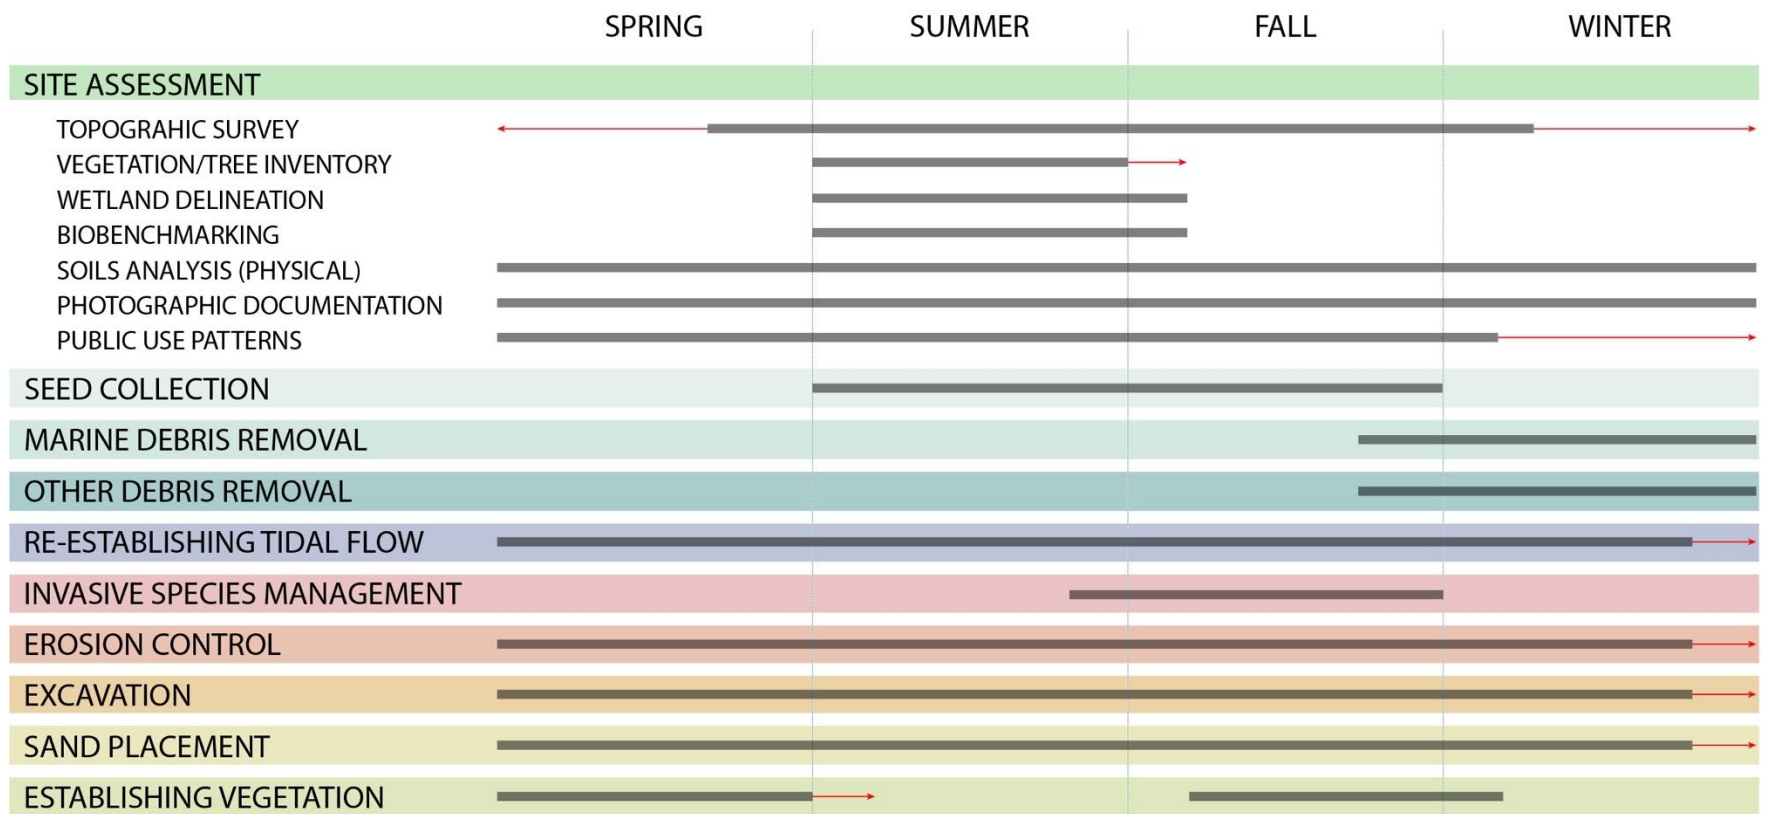 SPRING SUMMER FALL WINTER
SITE ASSESSMENT
TOPOGRAHIC SURVEY
VEGETATION/TREE INVENTORY
WETLAND DELINEATION
BIOBENCHMARKING
SOILS ANALYSIS (PHYSICAL)
PHOTOGRAPHIC DOCUMENTATION
PUBLIC USE PATTERNS
SEED COLLECTION
MARINE DEBRIS REMOVAL
OTHER DEBRIS REMOVAL
RE-ESTABLISHING TIDAL FLOW
INVASIVE SPECIES MANAGEMENT
EROSION CONTROL
EXCAVATION
SAND PLACEMENT
ESTABLISHING VEGETATION